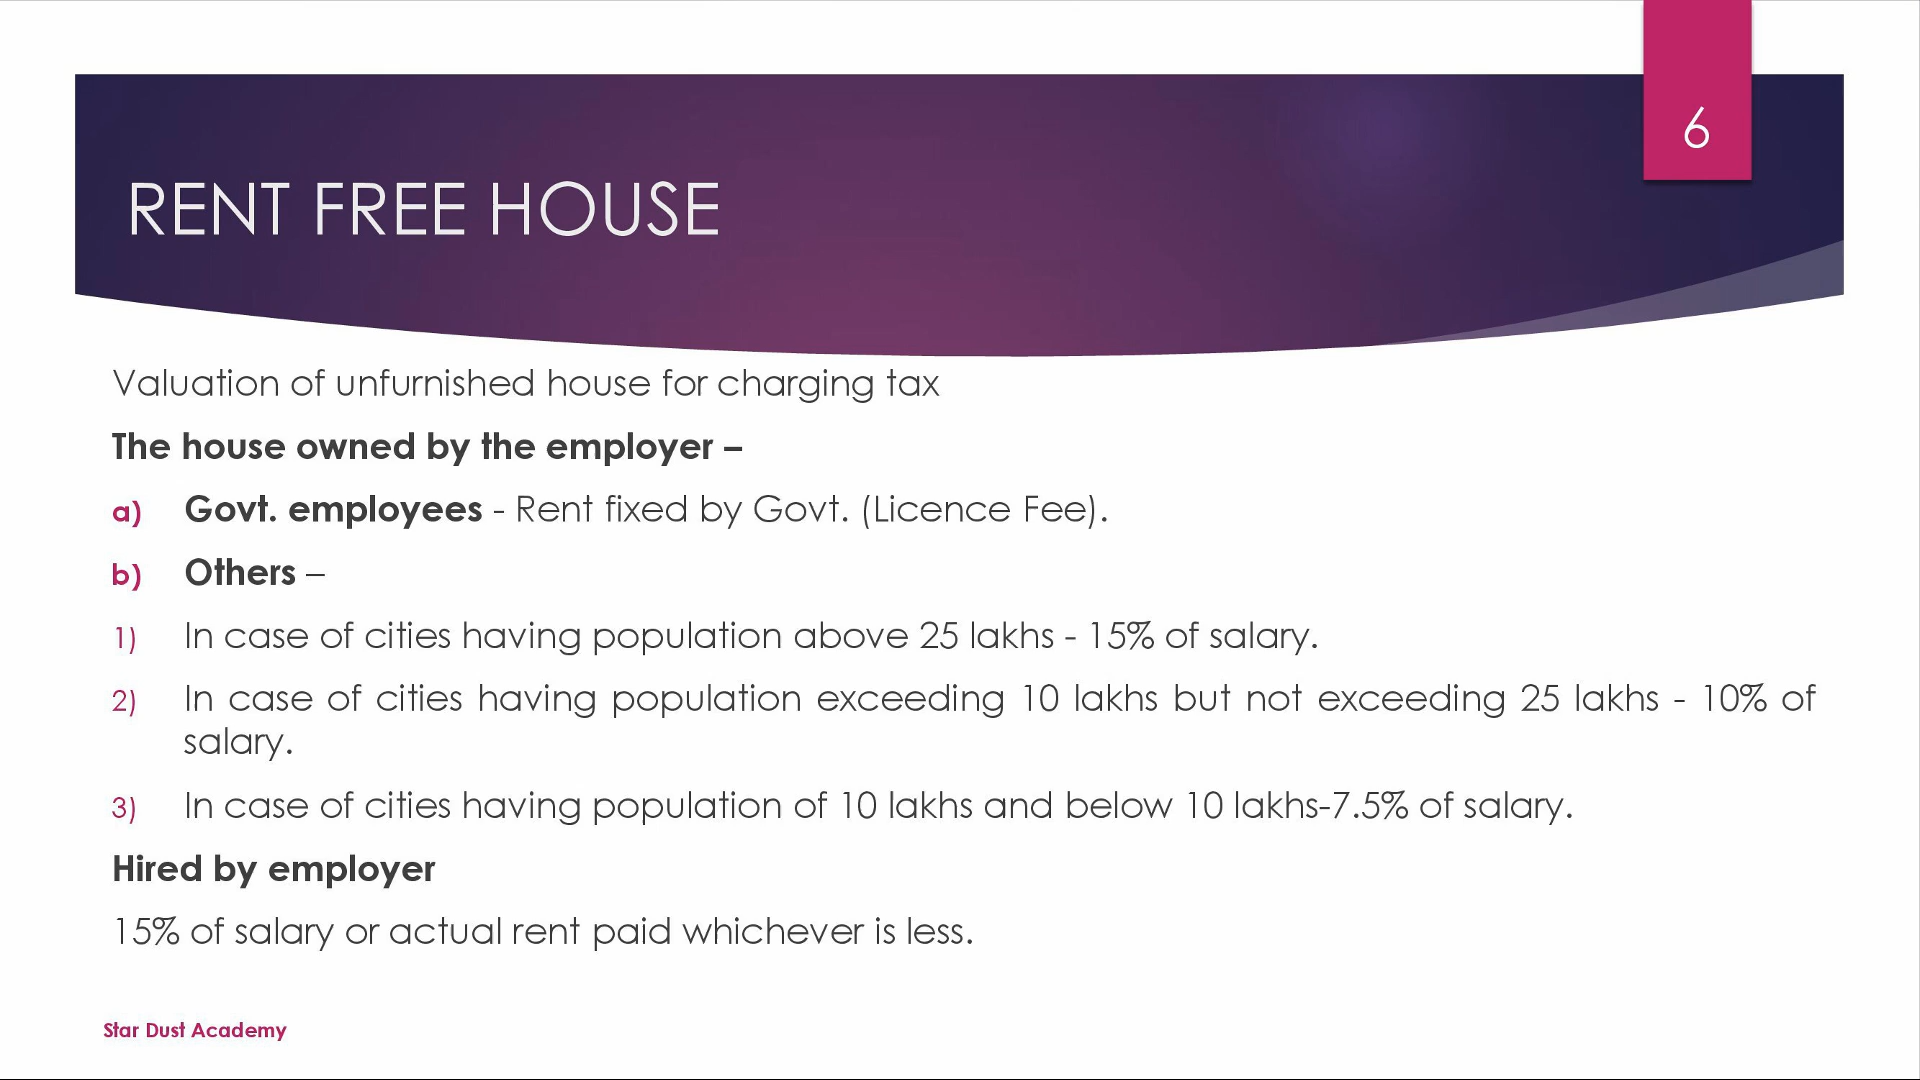 6
RENT FREE HOUSE
Valuation of unfurnished house for charging tax
The house owned by the employer –
a) Govt. employees - Rent fixed by Govt. (Licence Fee).
b) Others –
1) In case of cities having population above 25 lakhs - 15% of salary.
2) In case of cities having population exceeding 10 lakhs but not exceeding 25 lakhs - 10% of
salary.
3) In case of cities having population of 10 lakhs and below 10 lakhs-7.5% of salary.
Hired by employer
15% of salary or actual rent paid whichever is less.
Star Dust Academy